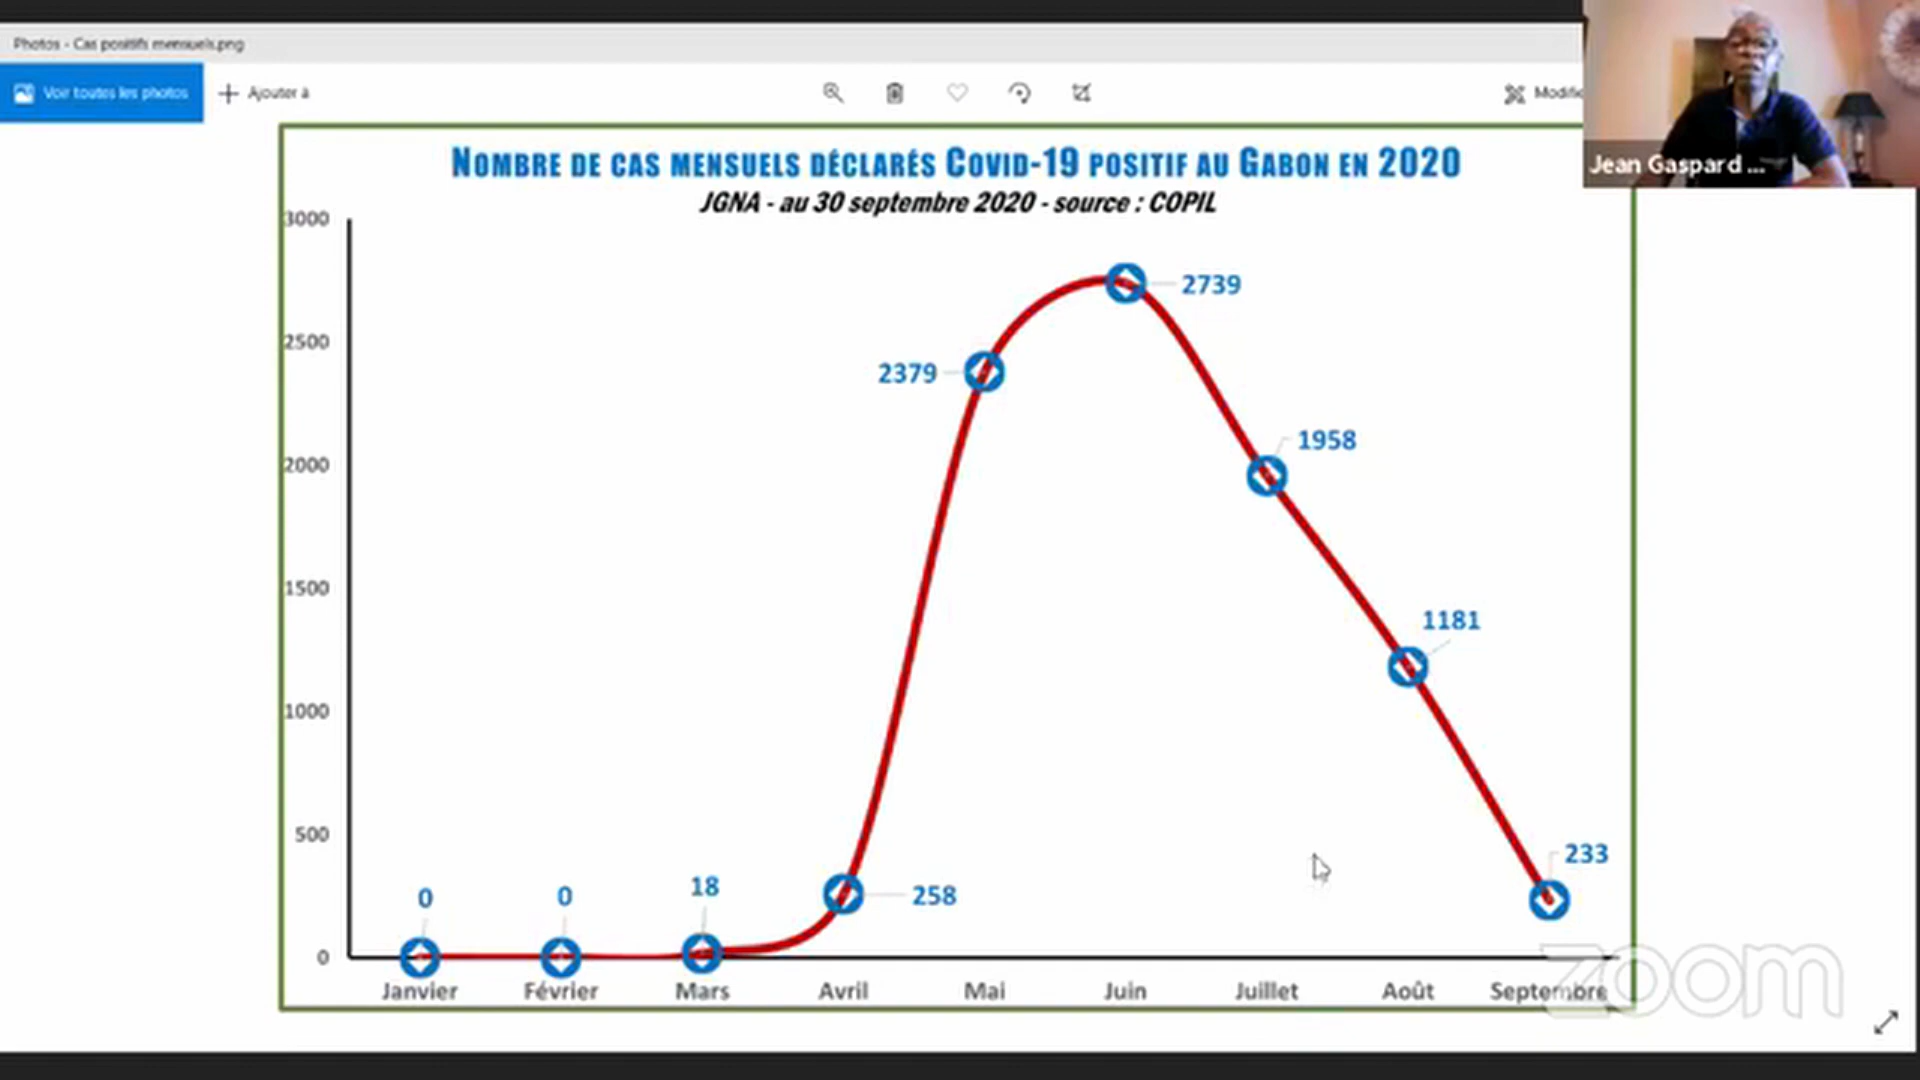 Photos - Cas positifs mensuels.png
Voir toutes les photos
Ajouter à
Modifie
Jean Gaspard ...
NOMBRE DE CAS MENSUELS DÉCLARÉS COVID-19 POSITIF AU GABON EN 2020
JGNA - au 30 septembre 2020 - source : COPIL
3000
2500
2000
1500
1000
500
0
0
0
18
258
2379
2739
1958
1181
233
Janvier
Février
Mars
Avril
Mai
Juin
Juillet
Août
Septembre
zoom